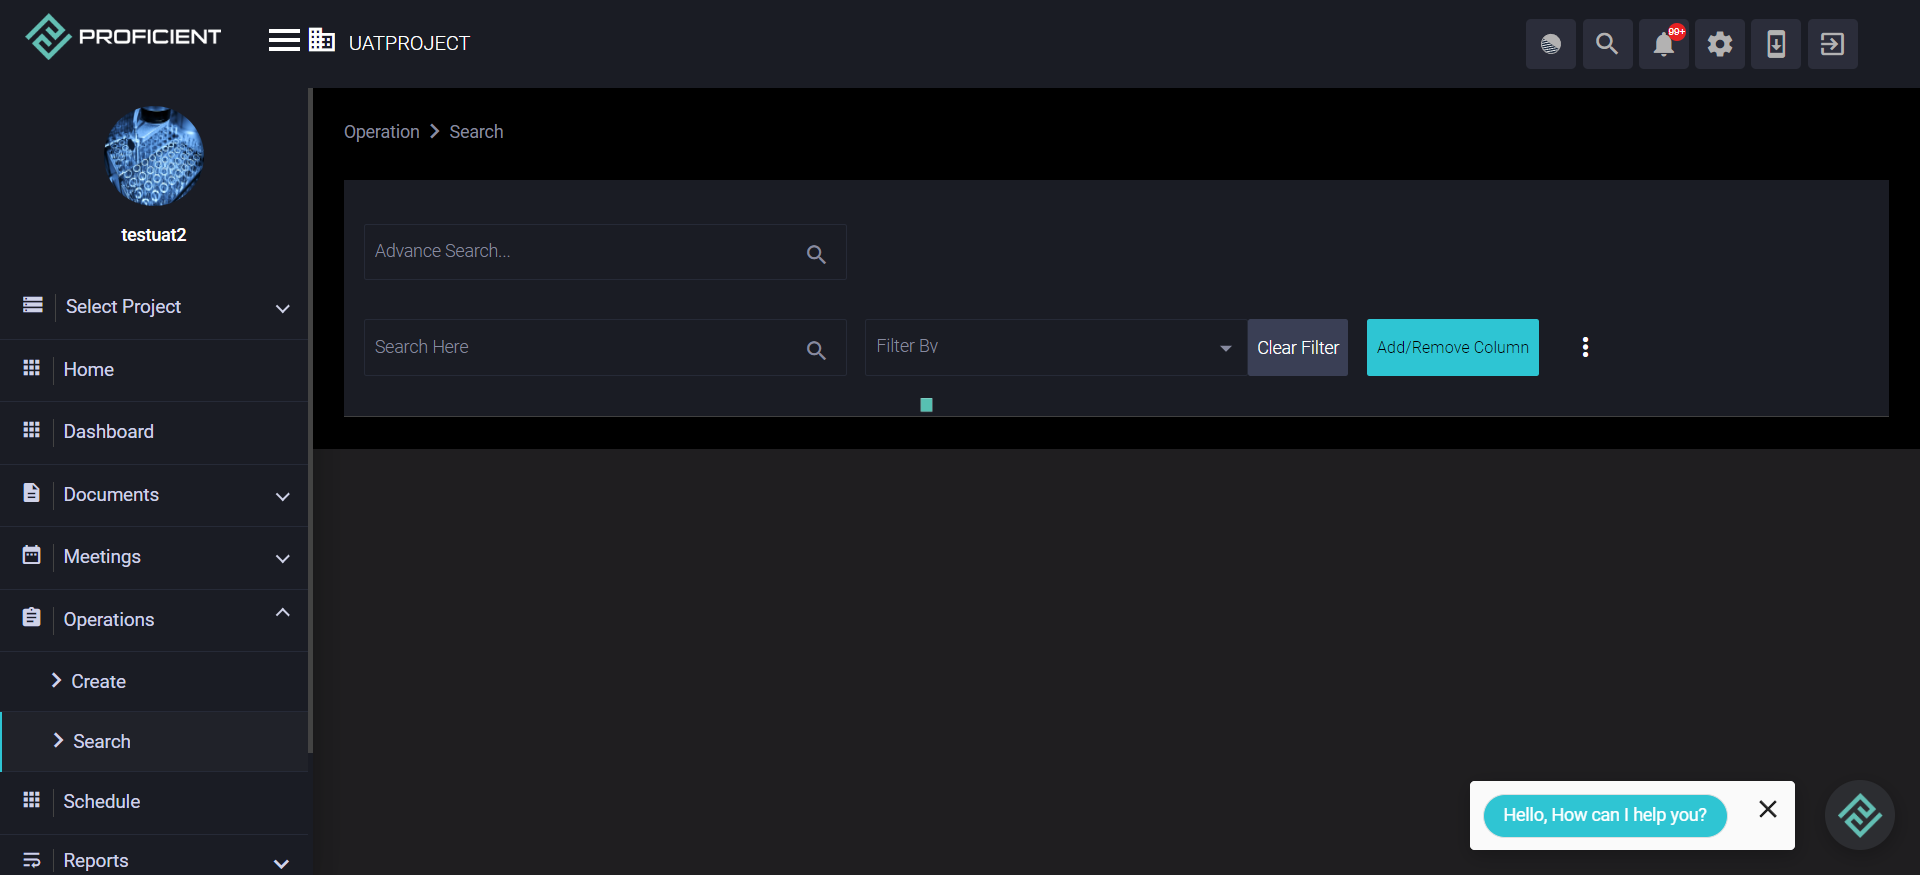 PROFICIENT
UATPROJECT
99+
testuat2
Select Project
Home
Dashboard
Documents
Meetings
Operations
Create
Search
Schedule
Reports
Operation > Search
Advance Search...
Search Here
Filter By
Clear Filter
Add/Remove Column
Hello, How can I help you?